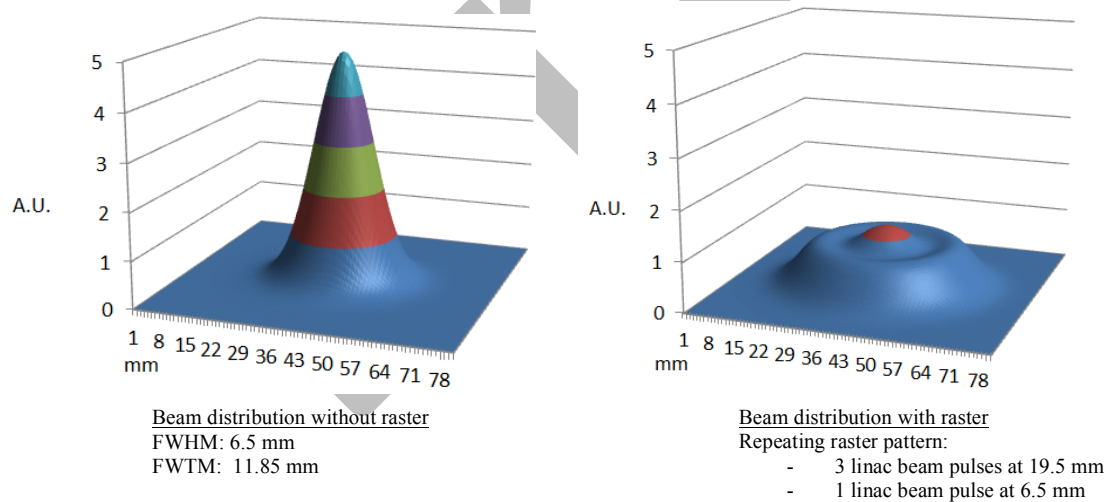 5
4
3
2
1
0
A.U.
1 8 15 22 29 36 43 50 57 64 71 78
mm
Beam distribution without raster
FWHM: 6.5 mm
FWTM: 11.85 mm
5
4
3
2
1
0
A.U.
1 8 15 22 29 36 43 50 57 64 71 78
mm
Beam distribution with raster
Repeating raster pattern:
- 3 linac beam pulses at 19.5 mm
- 1 linac beam pulse at 6.5 mm